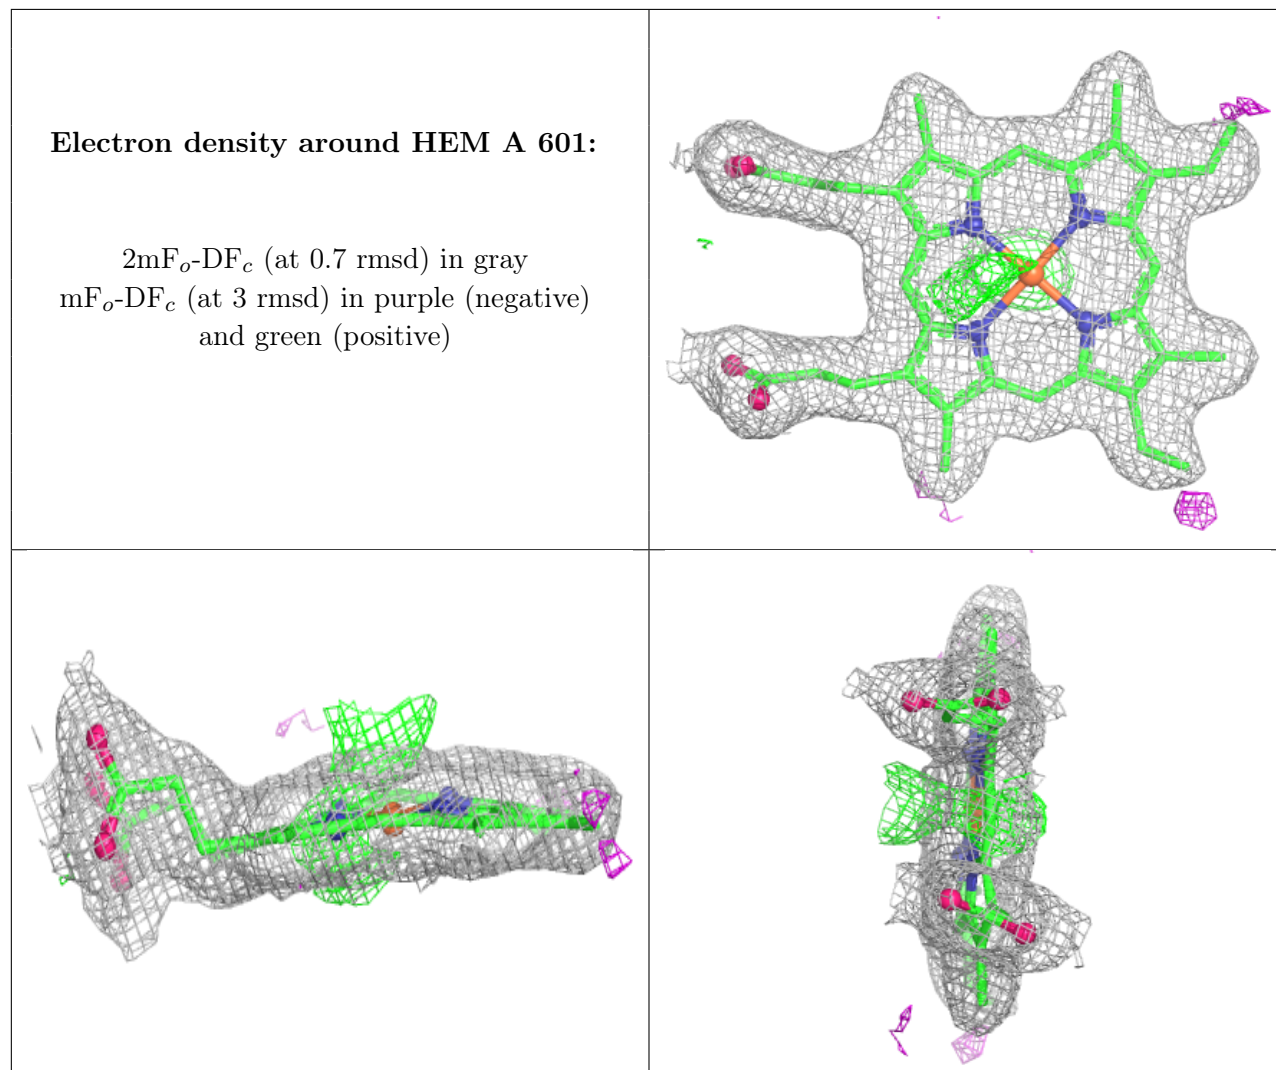 Electron density around HEM A 601:
2mFₒ-DF𝒸 (at 0.7 rmsd) in gray
mFₒ-DF𝒸 (at 3 rmsd) in purple (negative)
and green (positive)